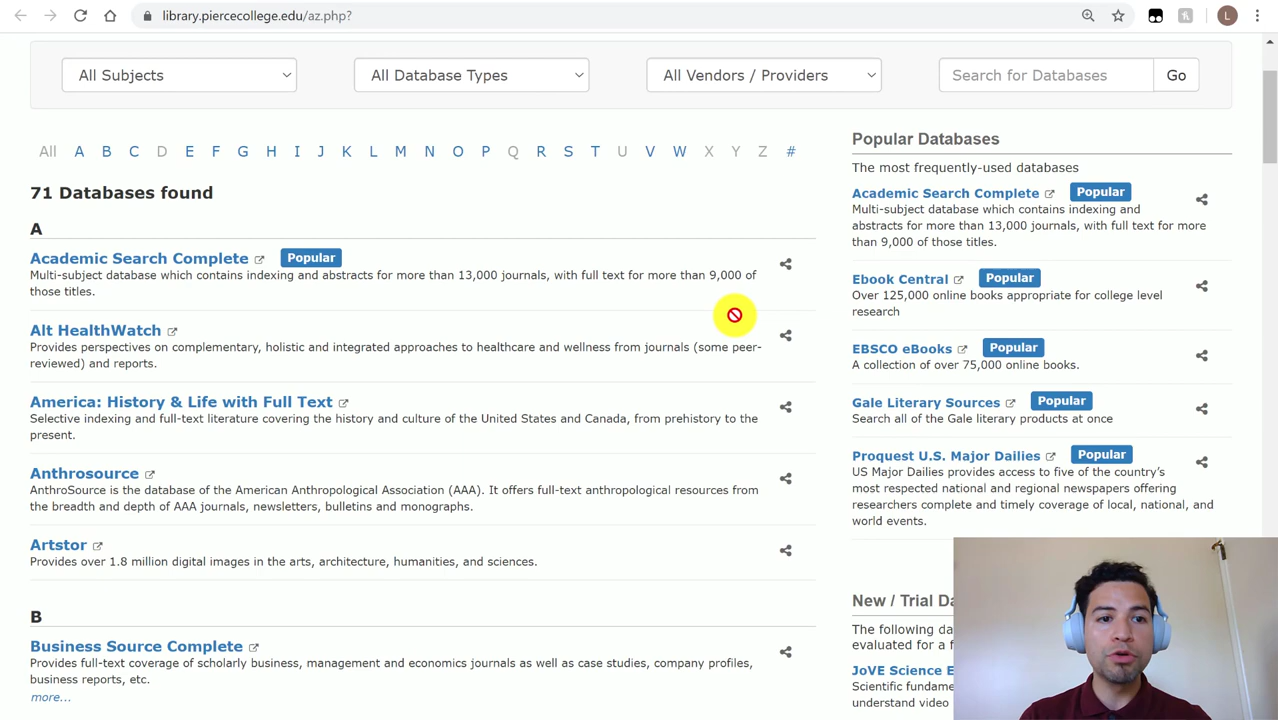 library.piercecollege.edu/az.php?
L
All Subjects
All Database Types
All Vendors / Providers
Search for Databases
Go
All A B C D E F G H I J K L M N O P Q R S T U V W X Y Z #
71 Databases found
A
Academic Search Complete Popular
Multi-subject database which contains indexing and abstracts for more than 13,000 journals, with full text for more than 9,000 of
those titles.
Alt HealthWatch
Provides perspectives on complementary, holistic and integrated approaches to healthcare and wellness from journals (some peer-
reviewed) and reports.
America: History & Life with Full Text
Selective indexing and full-text literature covering the history and culture of the United States and Canada, from prehistory to the
present.
Anthrosource
AnthroSource is the database of the American Anthropological Association (AAA). It offers full-text anthropological resources from
the breadth and depth of AAA journals, newsletters, bulletins and monographs.
Artstor
Provides over 1.8 million digital images in the arts, architecture, humanities, and sciences.
B
Business Source Complete
Provides full-text coverage of scholarly business, management and economics journals as well as case studies, company profiles,
business reports, etc.
more...
Popular Databases
The most frequently-used databases
Academic Search Complete Popular
Multi-subject database which contains indexing and
abstracts for more than 13,000 journals, with full text for more
than 9,000 of those titles.
Ebook Central Popular
Over 125,000 online books appropriate for college level
research
EBSCO eBooks Popular
A collection of over 75,000 online books.
Gale Literary Sources Popular
Search all of the Gale literary products at once
Proquest U.S. Major Dailies Popular
US Major Dailies provides access to five of the country's
most respected national and regional newspapers offering
researchers complete and timely coverage of local, national, and
world events.
New / Trial Da
The following da
evaluated for a f
JoVE Science E
Scientific fundame
understand video